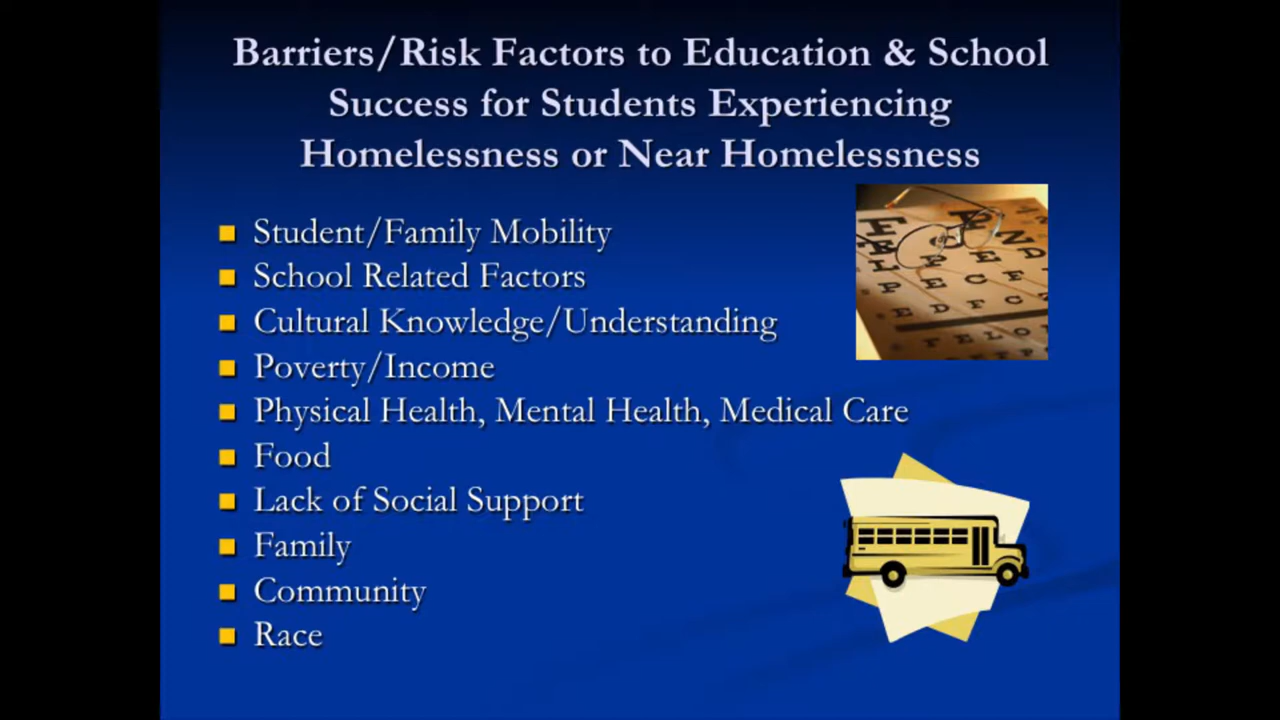 Barriers/Risk Factors to Education & School
Success for Students Experiencing
Homelessness or Near Homelessness
Student/Family Mobility
School Related Factors
Cultural Knowledge/Understanding
Poverty/Income
Physical Health, Mental Health, Medical Care
Food
Lack of Social Support
Family
Community
Race